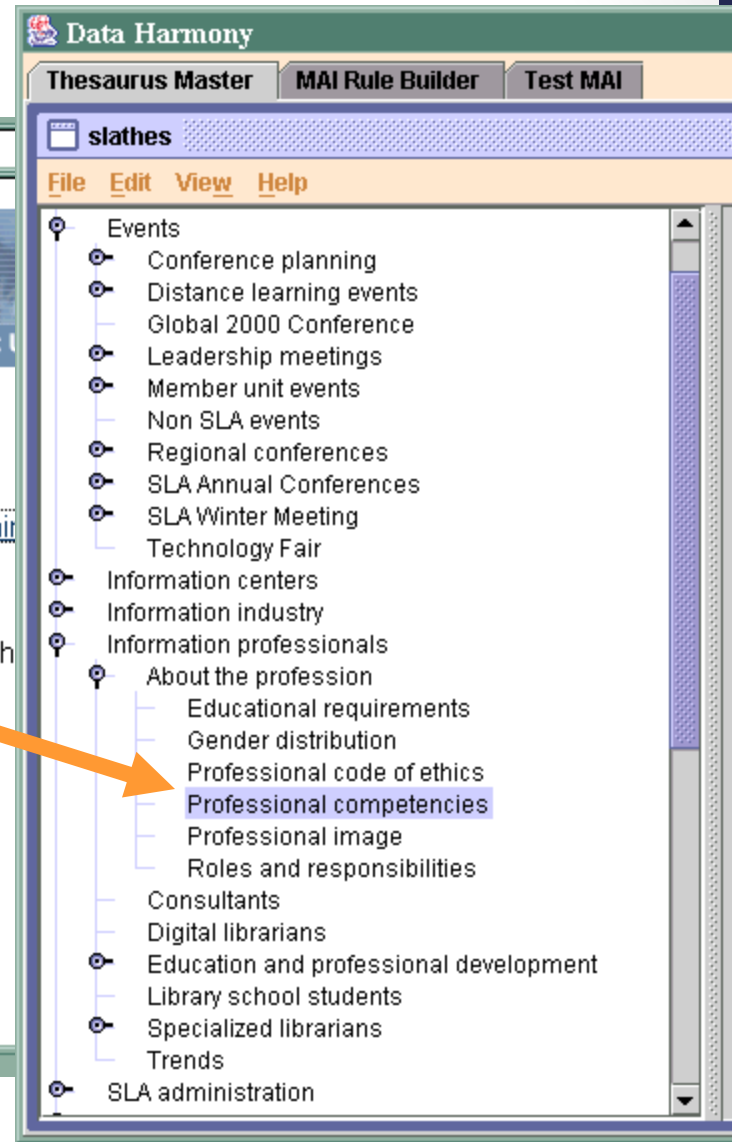 Data Harmony
Thesaurus Master MAI Rule Builder Test MAI
slathes
File Edit View Help
Events
Conference planning
Distance learning events
Global 2000 Conference
Leadership meetings
Member unit events
Non SLA events
Regional conferences
SLA Annual Conferences
SLA Winter Meeting
Technology Fair
Information centers
Information industry
Information professionals
About the profession
Educational requirements
Gender distribution
Professional code of ethics
Professional competencies
Professional image
Roles and responsibilities
Consultants
Digital librarians
Education and professional development
Library school students
Specialized librarians
Trends
SLA administration